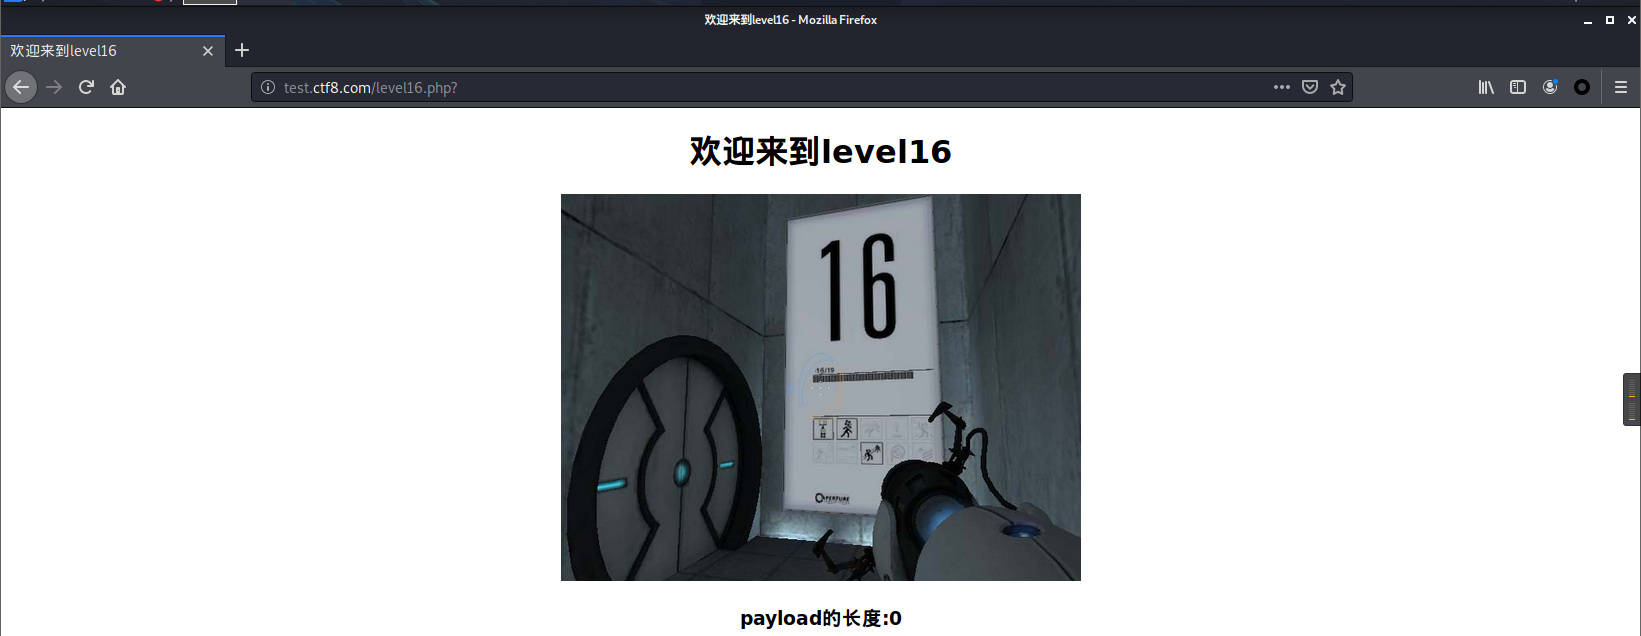 欢迎来到level16 - Mozilla Firefox
欢迎来到level16
test.ctf8.com/level16.php?
欢迎来到level16
16
16/19
APERTURE
payload的长度:0